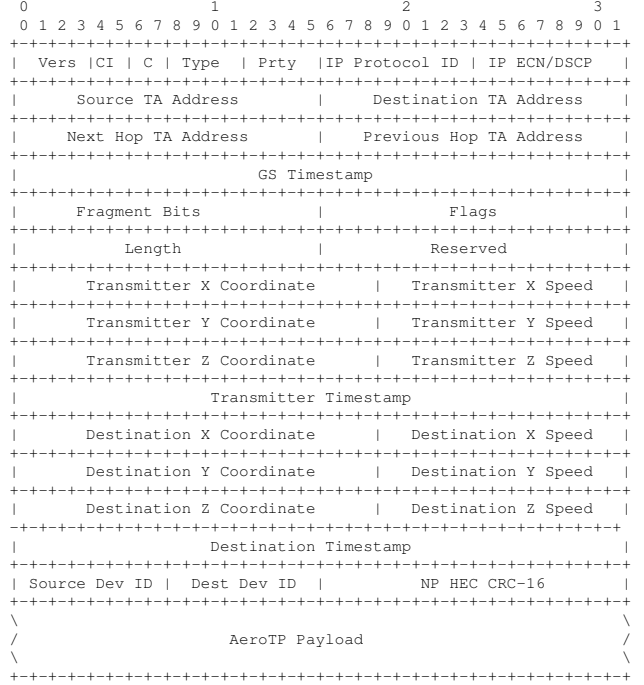 0 1 2 3
0 1 2 3 4 5 6 7 8 9 0 1 2 3 4 5 6 7 8 9 0 1 2 3 4 5 6 7 8 9 0 1
+-+-+-+-+-+-+-+-+-+-+-+-+-+-+-+-+-+-+-+-+-+-+-+-+-+-+-+-+-+-+-+-+
| Vers |CI | C | Type | Prty |IP Protocol ID | IP ECN/DSCP |
+-+-+-+-+-+-+-+-+-+-+-+-+-+-+-+-+-+-+-+-+-+-+-+-+-+-+-+-+-+-+-+-+
| Source TA Address | Destination TA Address |
+-+-+-+-+-+-+-+-+-+-+-+-+-+-+-+-+-+-+-+-+-+-+-+-+-+-+-+-+-+-+-+-+
| Next Hop TA Address | Previous Hop TA Address |
+-+-+-+-+-+-+-+-+-+-+-+-+-+-+-+-+-+-+-+-+-+-+-+-+-+-+-+-+-+-+-+-+
| GS Timestamp |
+-+-+-+-+-+-+-+-+-+-+-+-+-+-+-+-+-+-+-+-+-+-+-+-+-+-+-+-+-+-+-+-+
| Fragment Bits | Flags |
+-+-+-+-+-+-+-+-+-+-+-+-+-+-+-+-+-+-+-+-+-+-+-+-+-+-+-+-+-+-+-+-+
| Length | Reserved |
+-+-+-+-+-+-+-+-+-+-+-+-+-+-+-+-+-+-+-+-+-+-+-+-+-+-+-+-+-+-+-+-+
| Transmitter X Coordinate | Transmitter X Speed |
+-+-+-+-+-+-+-+-+-+-+-+-+-+-+-+-+-+-+-+-+-+-+-+-+-+-+-+-+-+-+-+-+
| Transmitter Y Coordinate | Transmitter Y Speed |
+-+-+-+-+-+-+-+-+-+-+-+-+-+-+-+-+-+-+-+-+-+-+-+-+-+-+-+-+-+-+-+-+
| Transmitter Z Coordinate | Transmitter Z Speed |
+-+-+-+-+-+-+-+-+-+-+-+-+-+-+-+-+-+-+-+-+-+-+-+-+-+-+-+-+-+-+-+-+
| Transmitter Timestamp |
+-+-+-+-+-+-+-+-+-+-+-+-+-+-+-+-+-+-+-+-+-+-+-+-+-+-+-+-+-+-+-+-+
| Destination X Coordinate | Destination X Speed |
+-+-+-+-+-+-+-+-+-+-+-+-+-+-+-+-+-+-+-+-+-+-+-+-+-+-+-+-+-+-+-+-+
| Destination Y Coordinate | Destination Y Speed |
+-+-+-+-+-+-+-+-+-+-+-+-+-+-+-+-+-+-+-+-+-+-+-+-+-+-+-+-+-+-+-+-+
| Destination Z Coordinate | Destination Z Speed |
-+-+-+-+-+-+-+-+-+-+-+-+-+-+-+-+-+-+-+-+-+-+-+-+-+-+-+-+-+-+-+-+
| Destination Timestamp |
+-+-+-+-+-+-+-+-+-+-+-+-+-+-+-+-+-+-+-+-+-+-+-+-+-+-+-+-+-+-+-+-+
| Source Dev ID | Dest Dev ID | NP HEC CRC-16 |
+-+-+-+-+-+-+-+-+-+-+-+-+-+-+-+-+-+-+-+-+-+-+-+-+-+-+-+-+-+-+-+-+
\ \
/ AeroTP Payload /
\ \
+-+-+-+-+-+-+-+-+-+-+-+-+-+-+-+-+-+-+-+-+-+-+-+-+-+-+-+-+-+-+-+-+